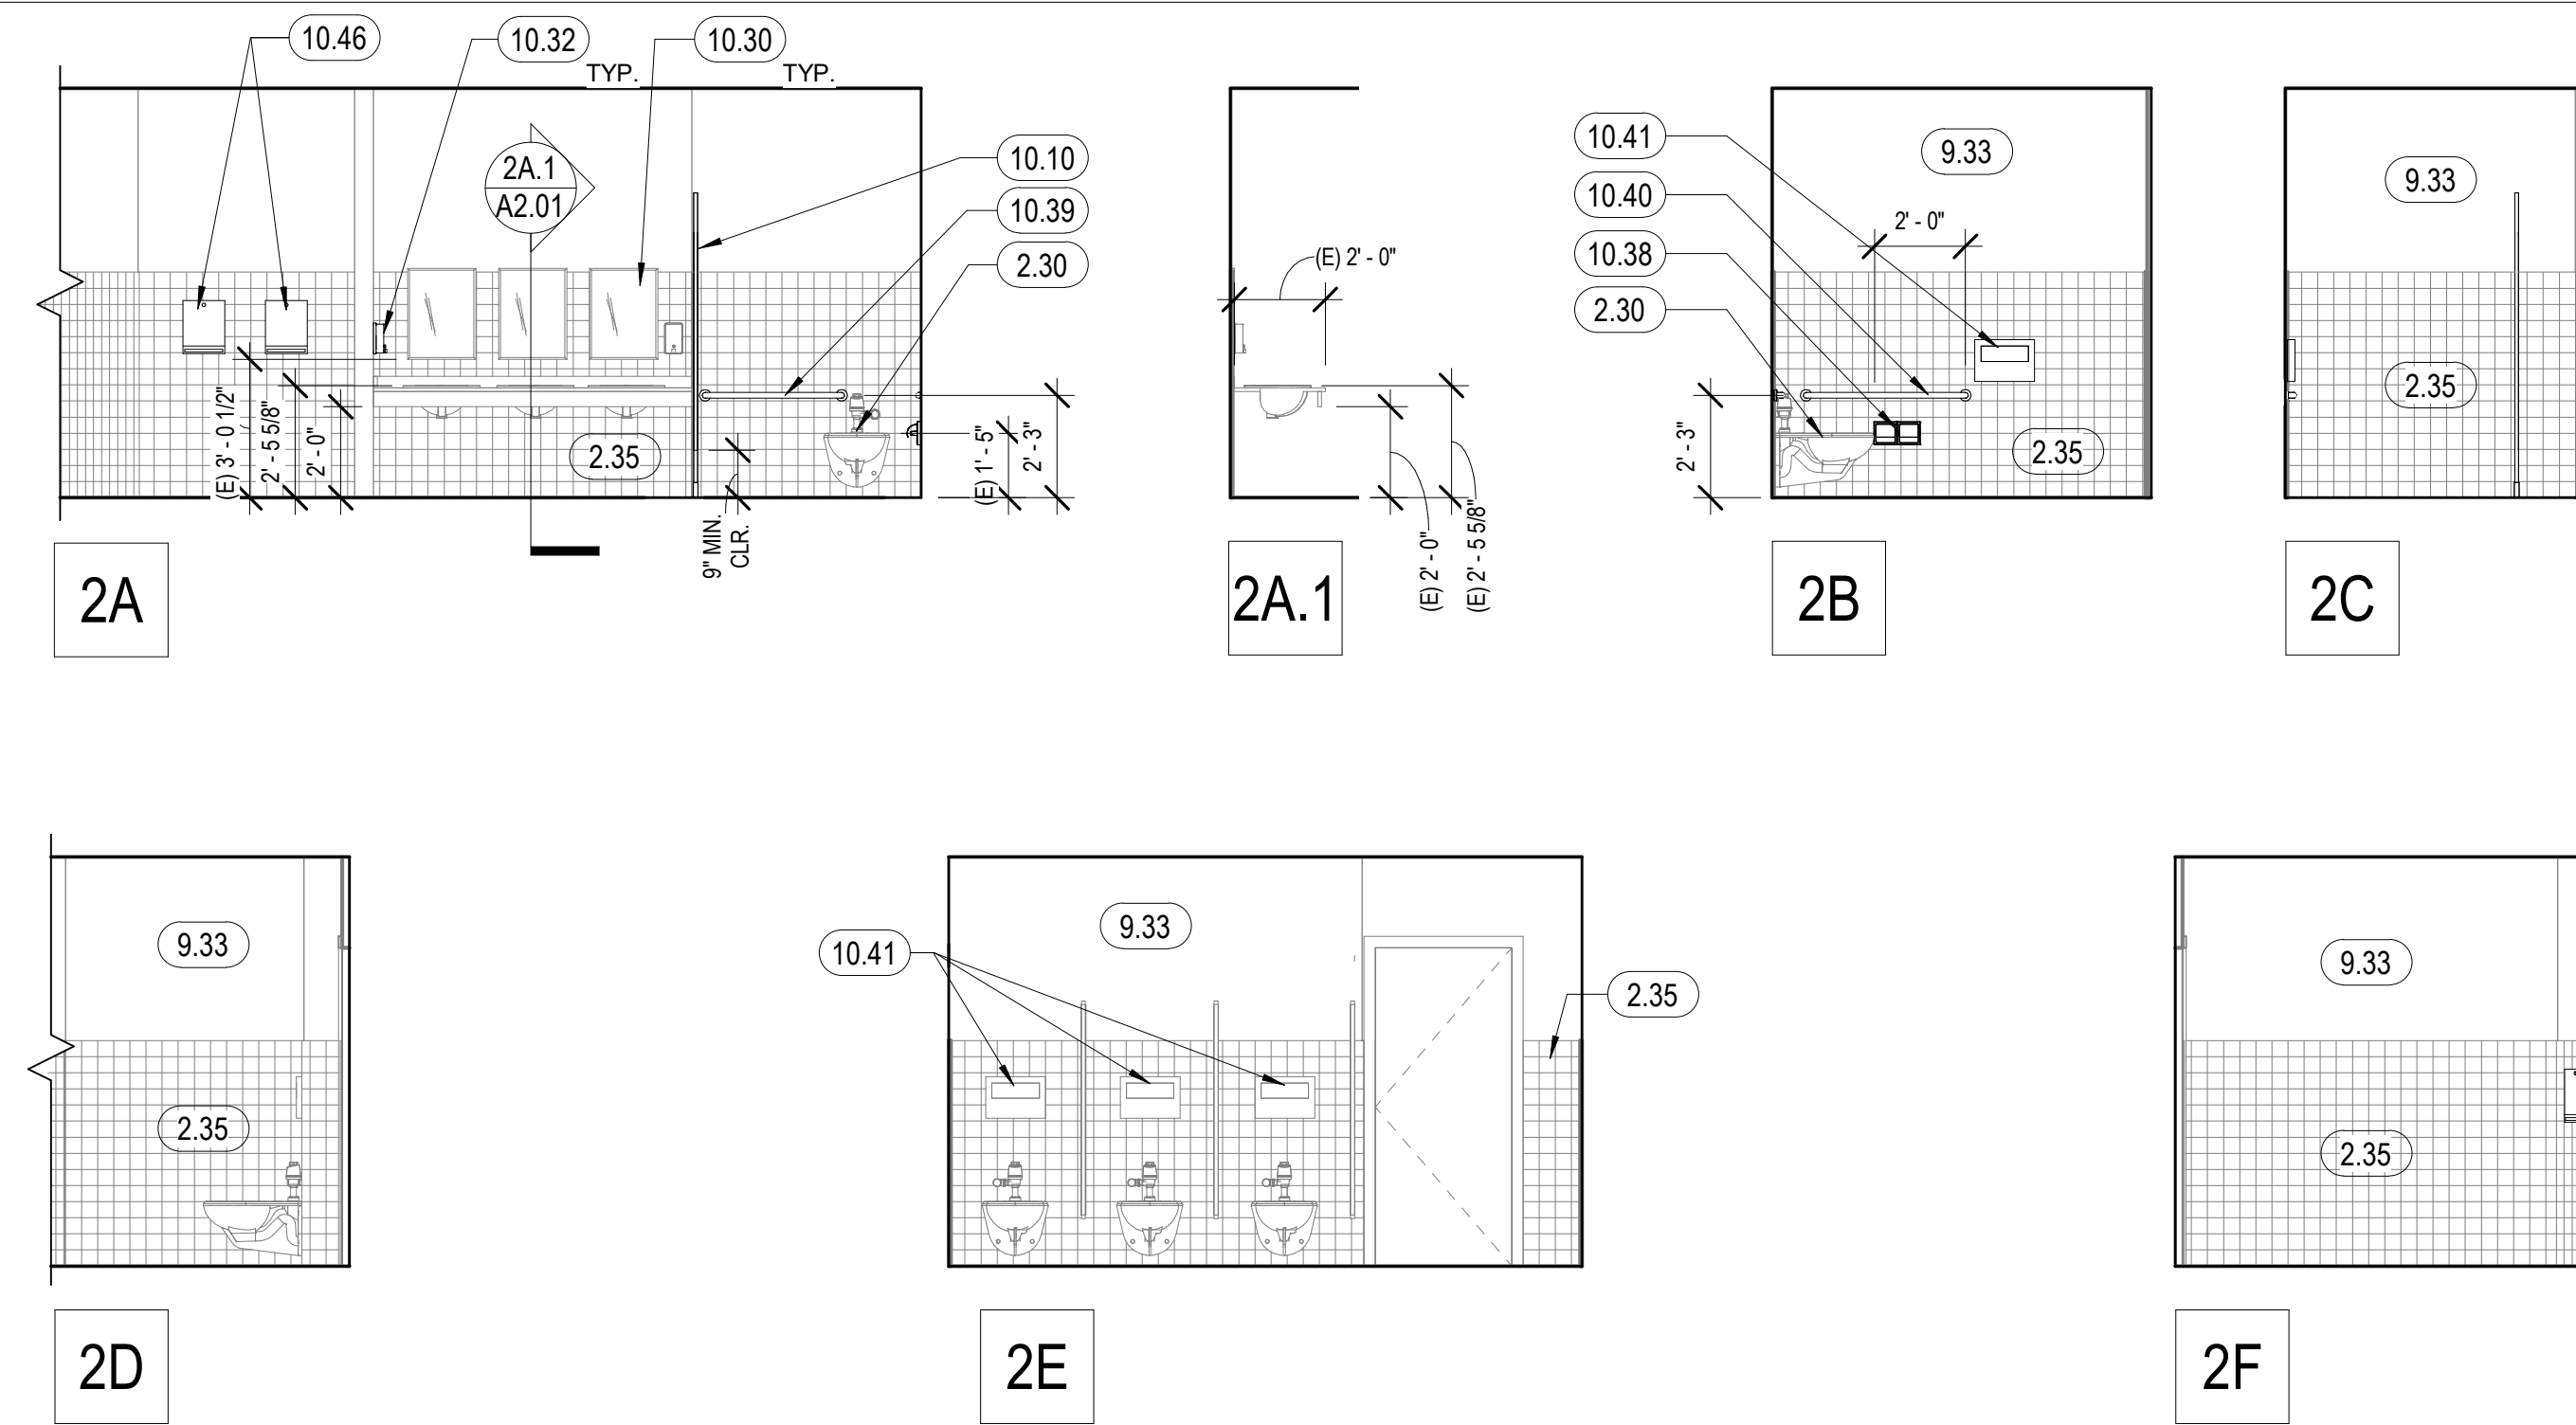 10.46
10.32
10.30
TYP.
TYP.
2A.1
A2.01
10.10
10.39
2.30
2.35
(E) 3' - 0 1/2"
2' - 5 5/8"
2' - 0"
9" MIN.
CLR.
(E) 1' - 5"
2' - 3"
2A
(E) 2' - 0"
(E) 2' - 0"
(E) 2' - 5 5/8"
2A.1
10.41
10.40
10.38
2.30
9.33
2' - 0"
2' - 3"
2.35
2B
9.33
2.35
2C
9.33
2.35
2D
10.41
9.33
2.35
2E
9.33
2.35
2F